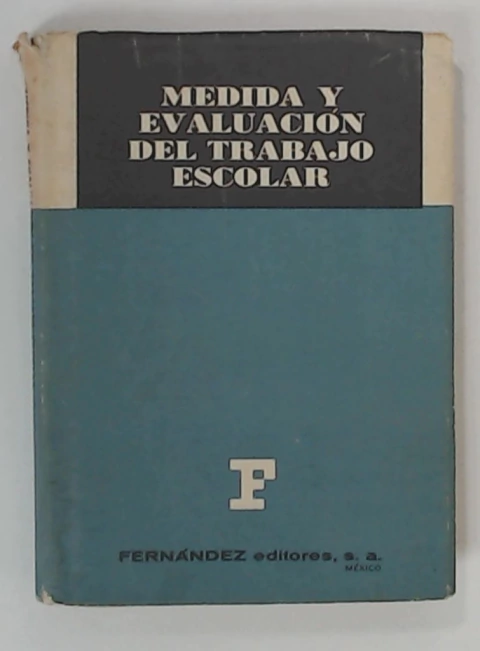 MEDIDA Y
EVALUACIÓN
DEL TRABAJO
ESCOLAR
F
FERNÁNDEZ editores, s. a.
MÉXICO